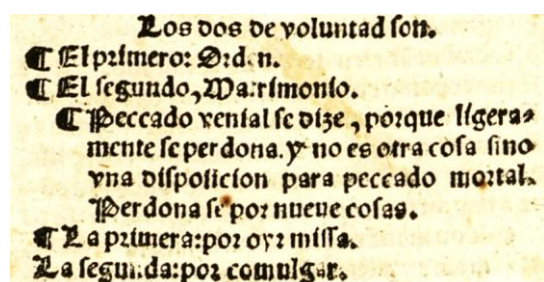 Los dos de voluntad son.
¶ El primero: Orden.
¶ El segundo, Matrimonio.
¶ Peccado venial se dize, porque ligera=
mente se perdona. y no es otra cosa sino
vna disposicion para peccado mortal.
Perdona se por nueue cosas.
¶ La primera: por oyr missa.
La segunda: por comulgar.